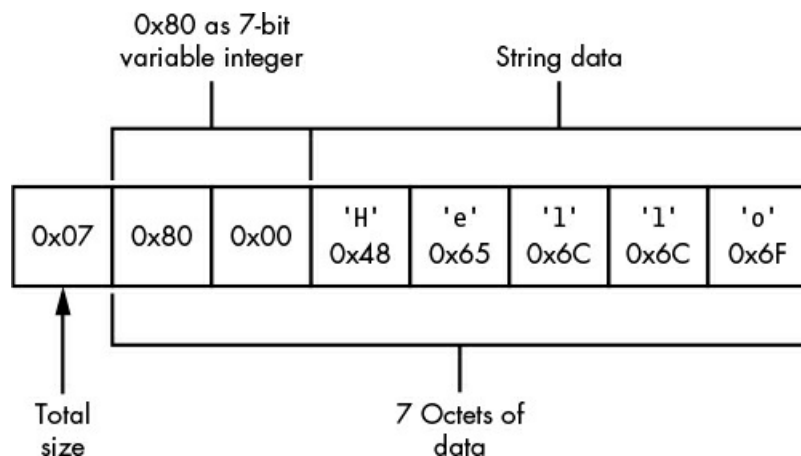 0x80 as 7-bit
variable integer
String data
0x07 0x80 0x00 'H' 0x48 'e' 0x65 'l' 0x6C 'l' 0x6C 'o' 0x6F
Total
size
7 Octets of
data